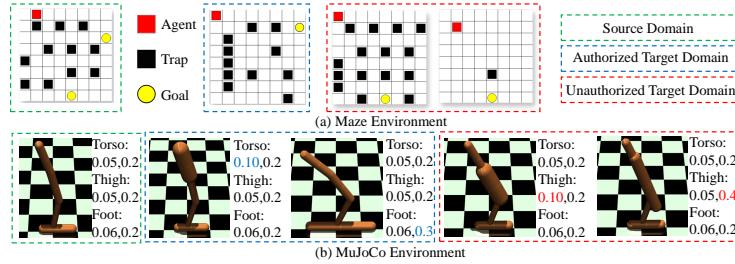 Agent
Trap
Goal
Source Domain
Authorized Target Domain
Unauthorized Target Domain
(a) Maze Environment
Torso:
0.05,0.2
Thigh:
0.05,0.2
Foot:
0.06,0.2
Torso:
0.10,0.2
Thigh:
0.05,0.2
Foot:
0.06,0.2
Torso:
0.05,0.2
Thigh:
0.05,0.2
Foot:
0.06,0.3
Torso:
0.05,0.2
Thigh:
0.10,0.2
Foot:
0.06,0.2
Torso:
0.05,0.2
Thigh:
0.05,0.4
Foot:
0.06,0.2
(b) MuJoCo Environment